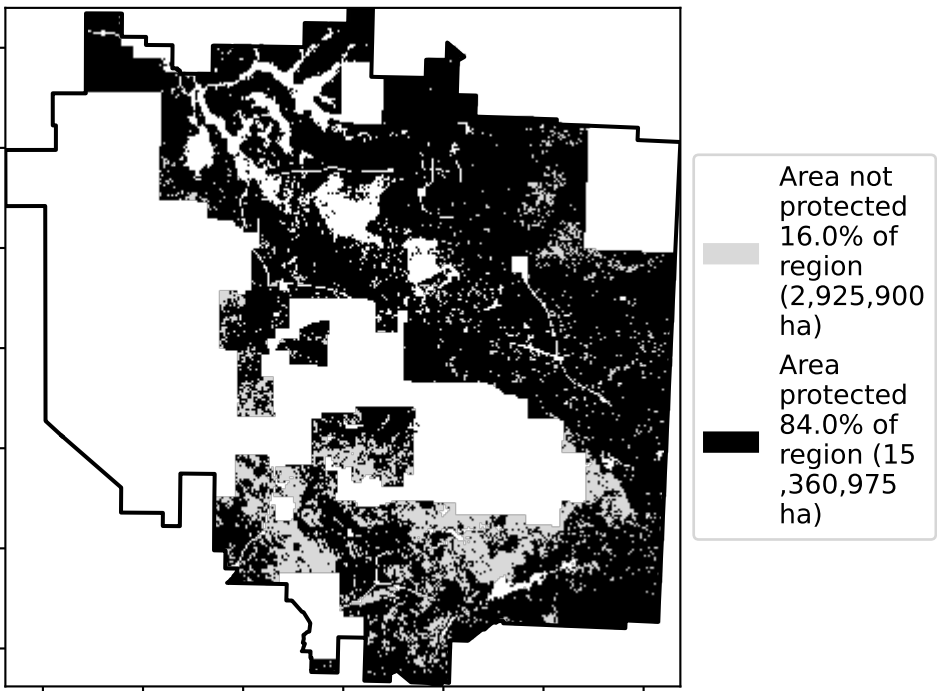 Area not
protected
16.0% of
region
(2,925,900
ha)
Area
protected
84.0% of
region (15
,360,975
ha)